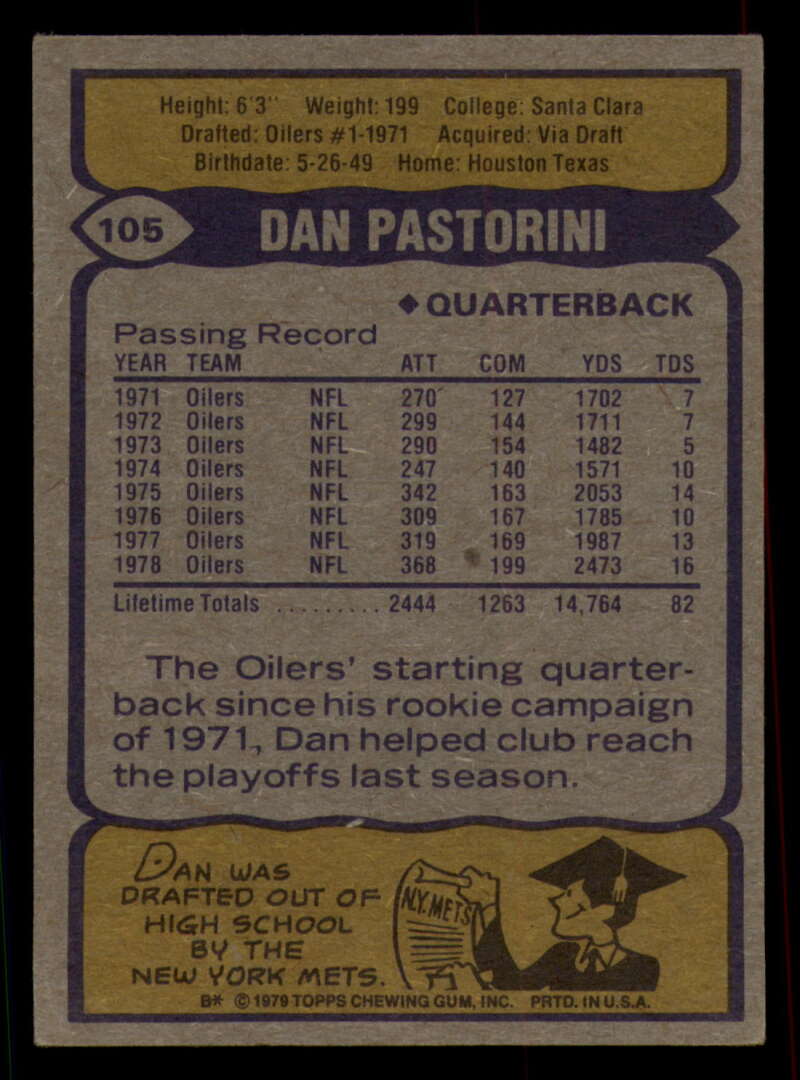 Height: 6'3" Weight: 199 College: Santa Clara
Drafted: Oilers #1-1971 Acquired: Via Draft
Birthdate: 5-26-49 Home: Houston Texas
105 DAN PASTORINI
◆ QUARTERBACK
Passing Record
YEAR TEAM ATT COM YDS TDS
1971 Oilers NFL 270 127 1702 7
1972 Oilers NFL 299 144 1711 7
1973 Oilers NFL 290 154 1482 5
1974 Oilers NFL 247 140 1571 10
1975 Oilers NFL 342 163 2053 14
1976 Oilers NFL 309 167 1785 10
1977 Oilers NFL 319 169 1987 13
1978 Oilers NFL 368 199 2473 16
Lifetime Totals ......... 2444 1263 14,764 82
The Oilers' starting quarter-
back since his rookie campaign
of 1971, Dan helped club reach
the playoffs last season.
DAN WAS
DRAFTED OUT OF
HIGH SCHOOL
BY THE
NEW YORK METS.
N.Y. METS
B* © 1979 TOPPS CHEWING GUM, INC. PRTD. IN U.S.A.